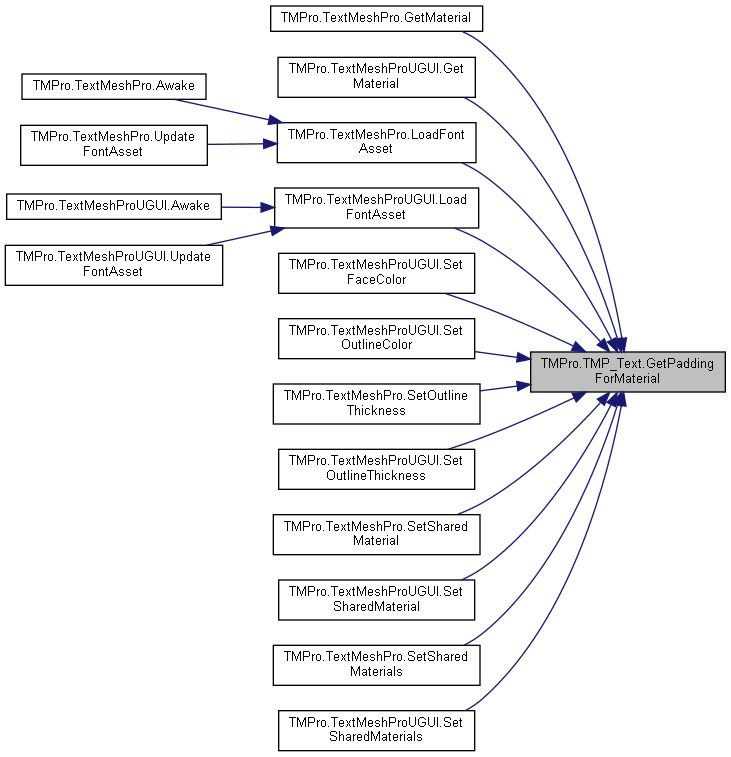 TMPro.TextMeshPro.GetMaterial
TMPro.TextMeshProUGUI.Get
Material
TMPro.TextMeshPro.Awake
TMPro.TextMeshPro.LoadFont
Asset
TMPro.TextMeshPro.Update
FontAsset
TMPro.TextMeshProUGUI.Load
FontAsset
TMPro.TextMeshProUGUI.Awake
TMPro.TextMeshProUGUI.Update
FontAsset
TMPro.TextMeshProUGUI.Set
FaceColor
TMPro.TextMeshProUGUI.Set
OutlineColor
TMPro.TMP_Text.GetPadding
ForMaterial
TMPro.TextMeshPro.SetOutline
Thickness
TMPro.TextMeshProUGUI.Set
OutlineThickness
TMPro.TextMeshPro.SetShared
Material
TMPro.TextMeshProUGUI.Set
SharedMaterial
TMPro.TextMeshPro.SetShared
Materials
TMPro.TextMeshProUGUI.Set
SharedMaterials